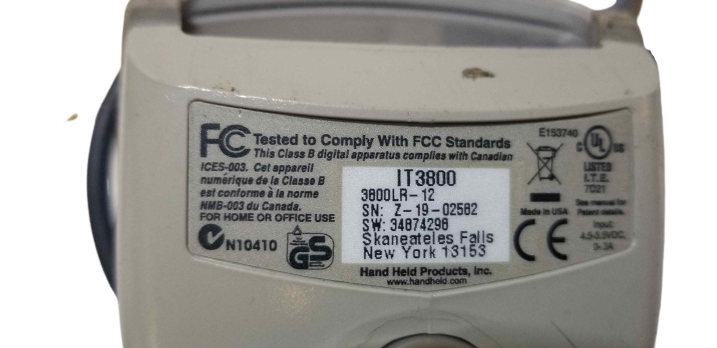 FC Tested to Comply With FCC Standards
This Class B digital apparatus complies with Canadian
ICES-003. Cet appareil
numérique de la Classe B
est conforme à la norme
NMB-003 du Canada.
FOR HOME OR OFFICE USE
N10410
GS
IT3800
3800LR-12
SN: Z-19-02582
SW: 34874298
Skaneateles Falls
New York 13153
Hand Held Products, Inc.
www.handheld.com
E153740
C UL US
LISTED
I.T.E.
7D21
Made in USA
See manual for
Patent details.
CE
Input:
4.5-5.5VDC,